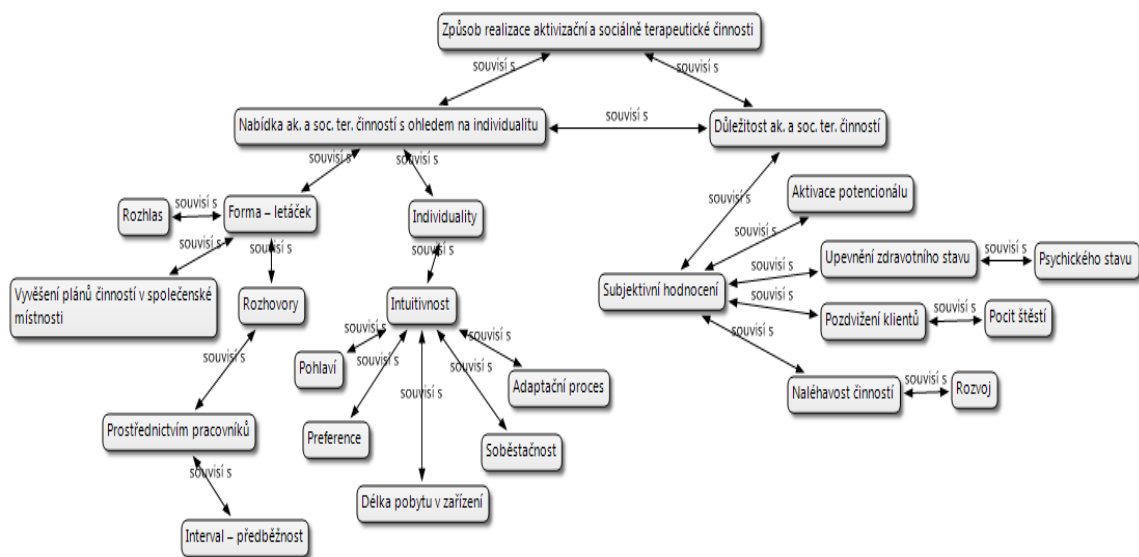 Způsob realizace aktivizační a sociálně terapeutické činnosti
souvisí s
souvisí s
Nabídka ak. a soc. ter. činností s ohledem na individualitu
souvisí s
Důležitost ak. a soc. ter. činností
souvisí s
souvisí s
Rozhlas
souvisí s
Forma – letáček
Individuality
souvisí s
Aktivace potencionálu
souvisí s
souvisí s
souvisí s
souvisí s
Vyvěšení plánů činností v společenské
místnosti
Rozhovory
Intuitivnost
Subjektivní hodnocení
souvisí s
Upevnění zdravotního stavu
souvisí s
Psychického stavu
souvisí s
Pozdvižení klientů
souvisí s
Pocit štěstí
souvisí s
souvisí s
Pohlaví
souvisí s
souvisí s
souvisí s
souvisí s
Adaptační proces
souvisí s
Naléhavost činností
souvisí s
Rozvoj
Prostřednictvím pracovníků
Preference
Soběstačnost
souvisí s
Délka pobytu v zařízení
Interval – předběžnost